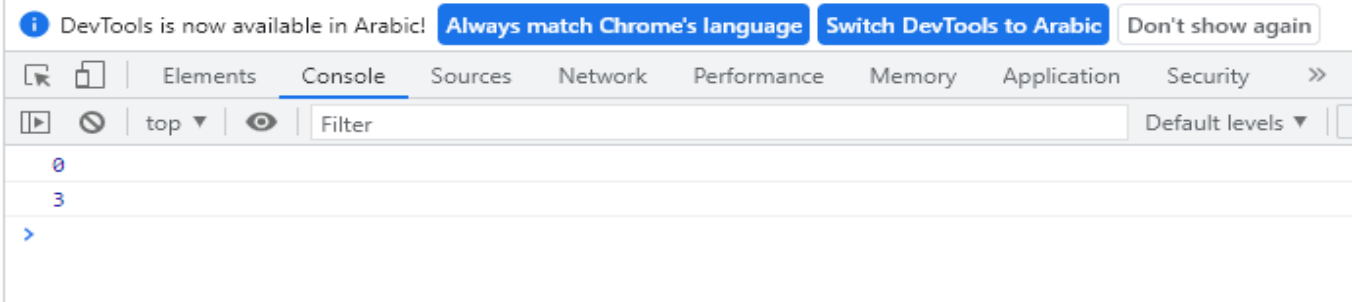 DevTools is now available in Arabic! Always match Chrome's language Switch DevTools to Arabic Don't show again
Elements Console Sources Network Performance Memory Application Security »
top ▼ Filter Default levels ▼
0
3
>